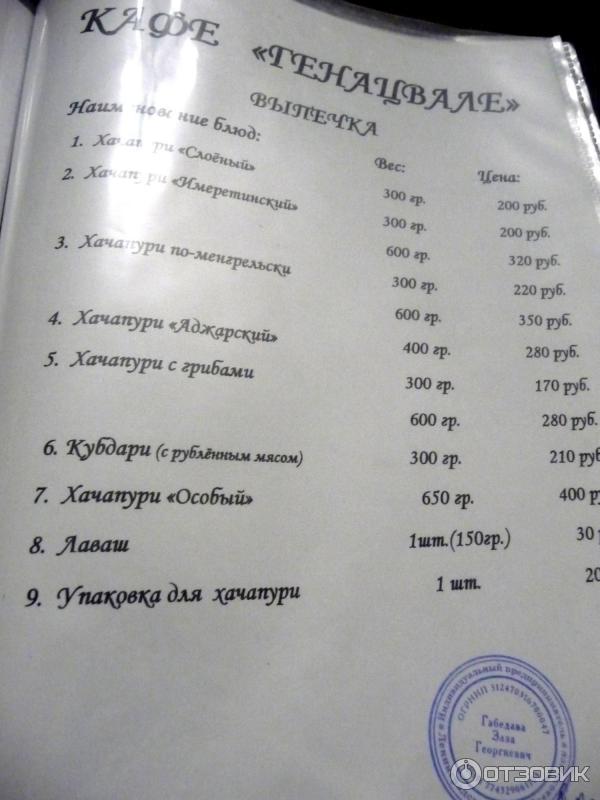 КАФЕ «ГЕНАЦВАЛЕ»
ВЫПЕЧКА
Наименование блюд: Вес: Цена:
1. Хачапури «Слоёный» 300 гр. 200 руб.
2. Хачапури «Имеретинский» 300 гр. 200 руб.
600 гр. 320 руб.
3. Хачапури по-менгрельски 300 гр. 220 руб.
600 гр. 350 руб.
4. Хачапури «Аджарский» 400 гр. 280 руб.
5. Хачапури с грибами 300 гр. 170 руб.
600 гр. 280 руб.
6. Кубдари (с рублённым мясом) 300 гр. 210 руб
7. Хачапури «Особый» 650 гр. 400 р
8. Лаваш 1шт.(150гр.) 30
9. Упаковка для хачапури 1 шт. 20
Индивидуальный предприниматель
ОГРНИП
Габедава
Элза
Георгиевич
ОТЗОВИК